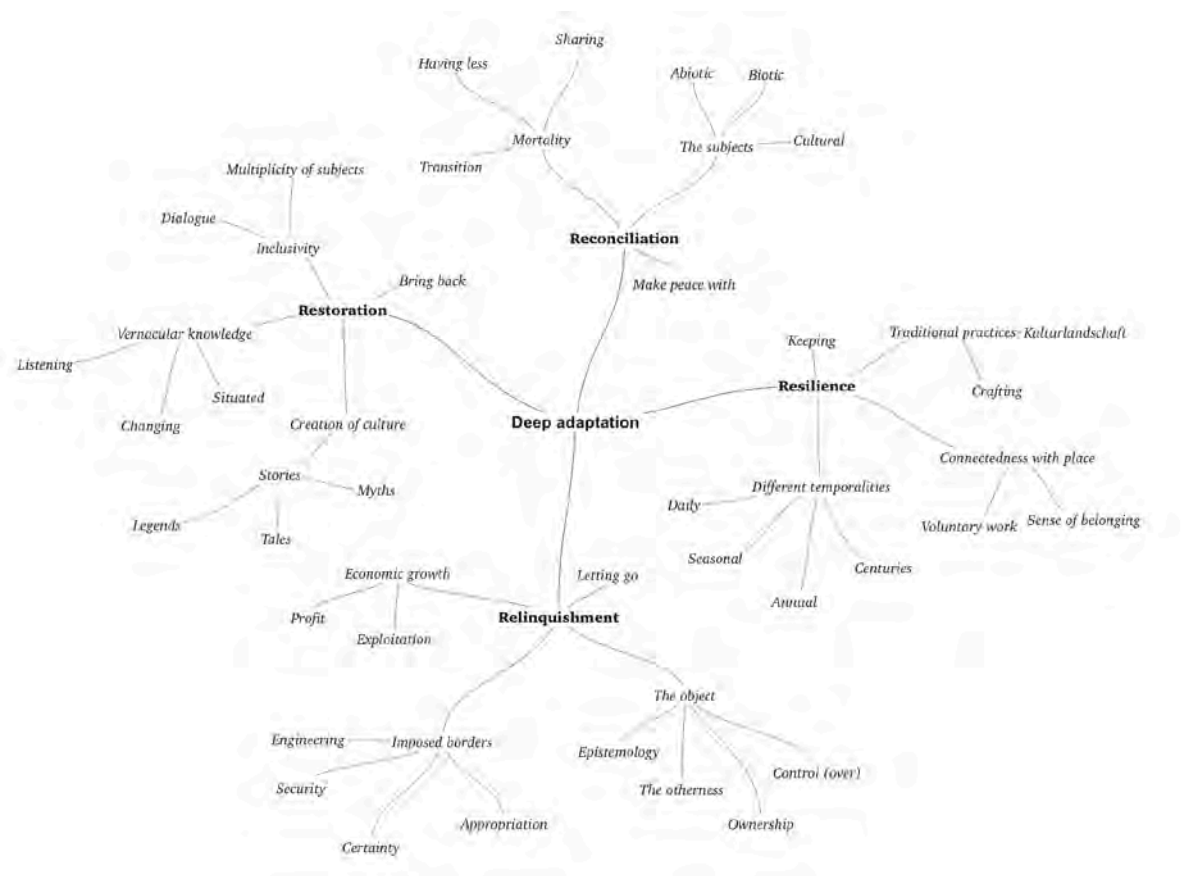 Sharing
Having less
Abiotic
Biotic
Mortality
The subjects
Cultural
Transition
Multiplicity of subjects
Dialogue
Inclusivity
Reconciliation
Make peace with
Bring back
Restoration
Vernacular knowledge
Listening
Situated
Changing
Creation of culture
Stories
Myths
Legends
Tales
Keeping
Traditional practices-Kulturlandschaft
Resilience
Crafting
Deep adaptation
Connectedness with place
Different temporalities
Daily
Voluntary work
Sense of belonging
Seasonal
Centuries
Annual
Economic growth
Letting go
Profit
Relinquishment
Exploitation
The object
Engineering
Imposed borders
Epistemology
Control (over)
Security
The otherness
Appropriation
Ownership
Certainty